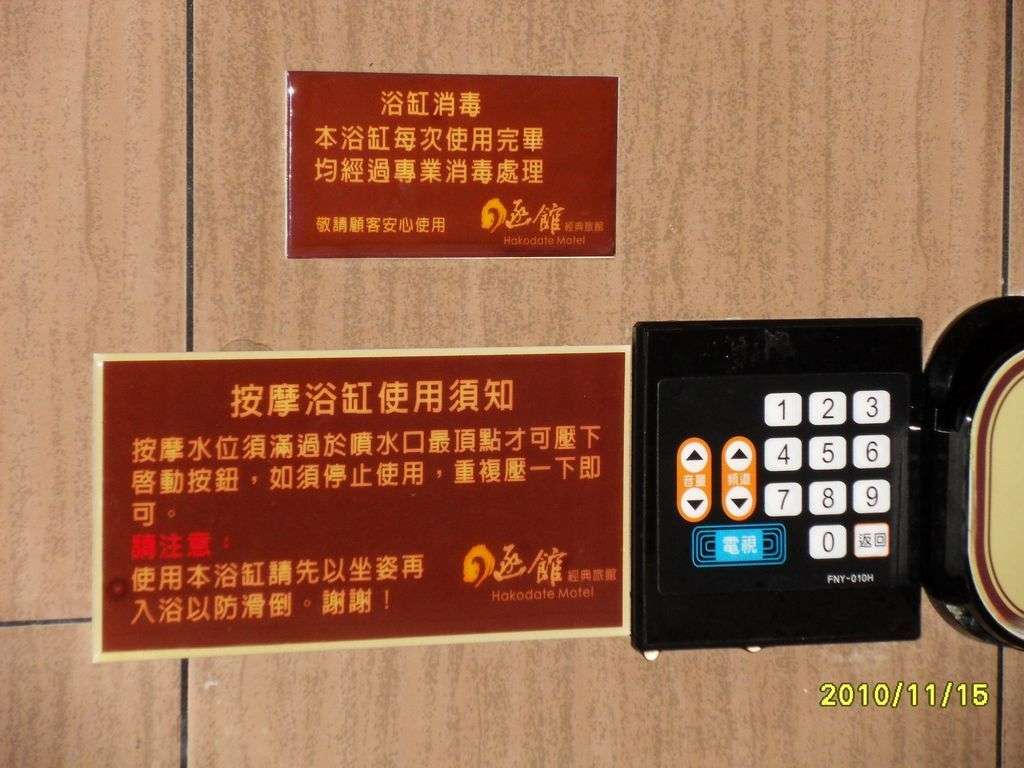 浴缸消毒
本浴缸每次使用完畢
均經過專業消毒處理
敬請顧客安心使用
函館 經典旅館
Hakodate Motel
按摩浴缸使用須知
按摩水位須滿過於噴水口最頂點才可壓下
啓動按鈕，如須停止使用，重複壓一下即
可。
請注意：
使用本浴缸請先以坐姿再
入浴以防滑倒。謝謝！
函館 經典旅館
Hakodate Motel
1 2 3
4 5 6
7 8 9
0 返回
音量 頻道
電視
FNY-010H
2010/11/15